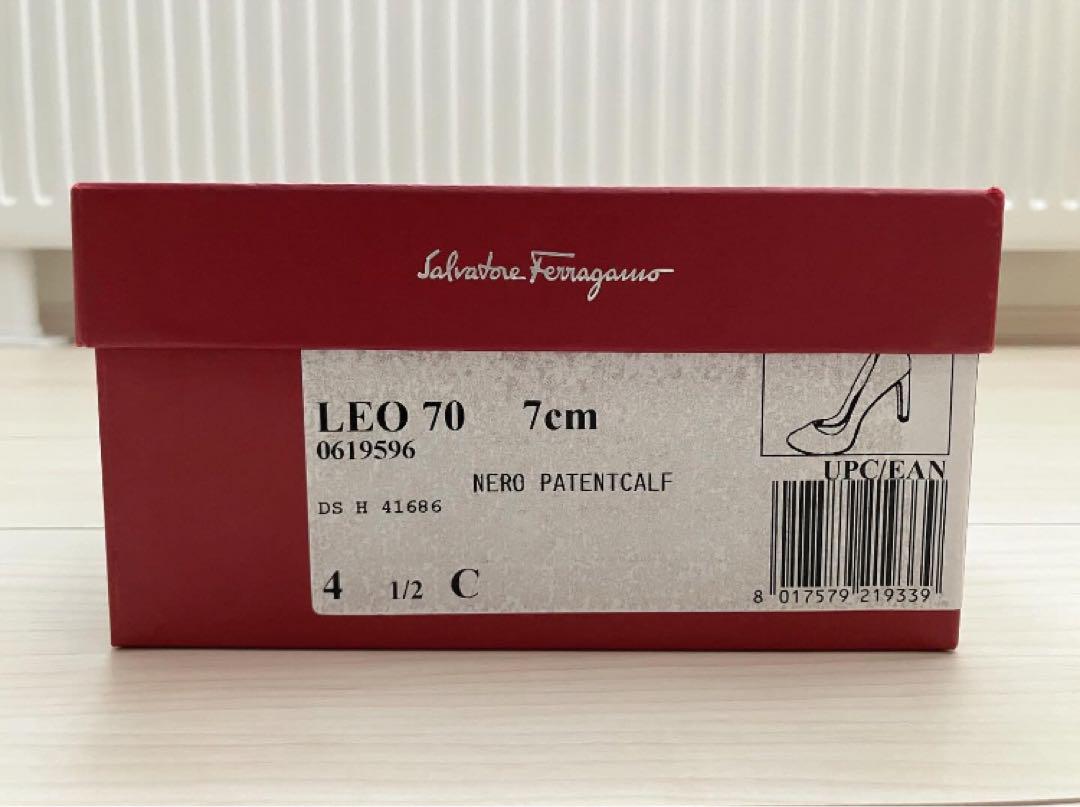 Salvatore Ferragamo
LEO 70 7cm
0619596
NERO PATENTCALF
DS H 41686
4 1/2 C
UPC/EAN
8 017579 219339